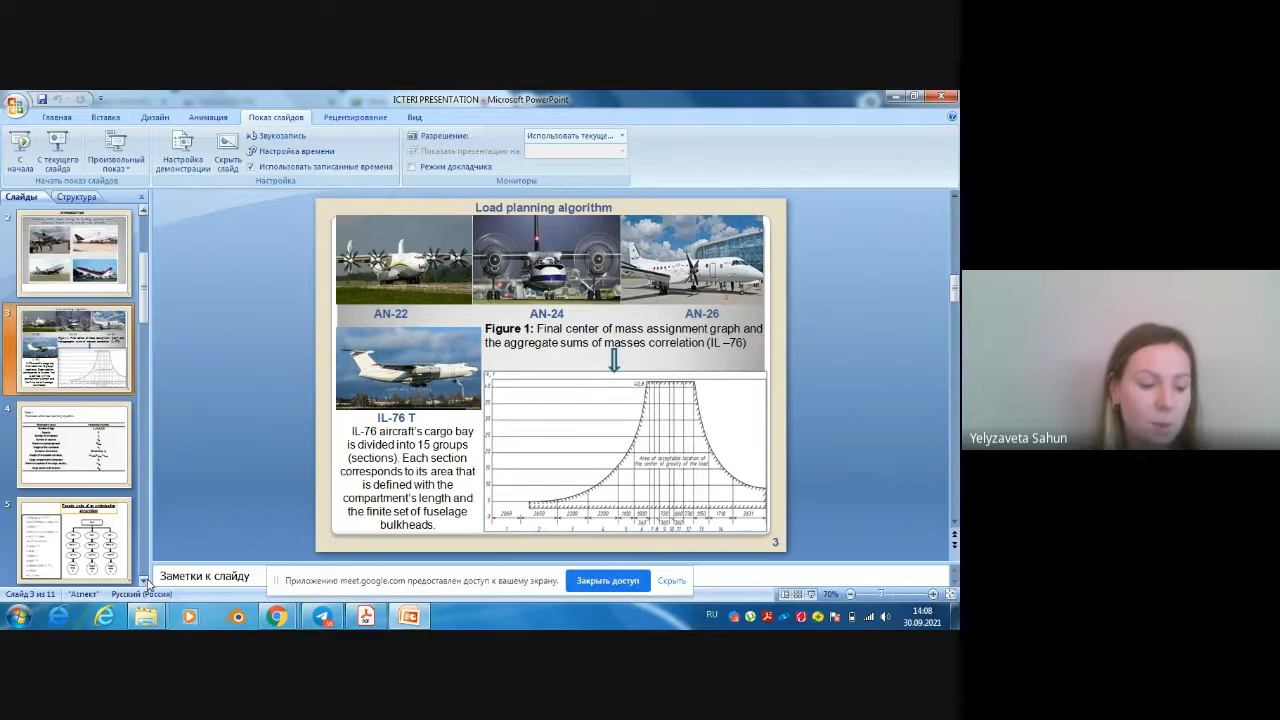 ICTERI PRESENTATION - Microsoft PowerPoint
Главная Вставка Дизайн Анимация Показ слайдов Рецензирование Вид
С начала
С текущего слайда
Произвольный показ
Начать показ слайдов
Настройка демонстрации
Скрыть слайд
Звукозапись
Настройка времени
Использовать записанные времена
Настройка
Разрешение:
Использовать текуще...
Показать презентацию на:
Режим докладчика
Мониторы
Слайды Структура
2
3
4
5
Load planning algorithm
AN-22 AN-24 AN-26
Figure 1: Final center of mass assignment graph and
the aggregate sums of masses correlation (IL –76)
IL-76 T
IL-76 aircraft's cargo bay
is divided into 15 groups
(sections). Each section
corresponds to its area that
is defined with the
compartment's length and
the finite set of fuselage
bulkheads.
40,8
Area of acceptable location of
the center of gravity of the load
3
Заметки к слайду
Приложению meet.google.com предоставлен доступ к вашему экрану.
Закрыть доступ
Скрыть
Слайд 3 из 11 "Аспект" Русский (Россия)
70%
RU
14:08
30.09.2021
Yelyzaveta Sahun